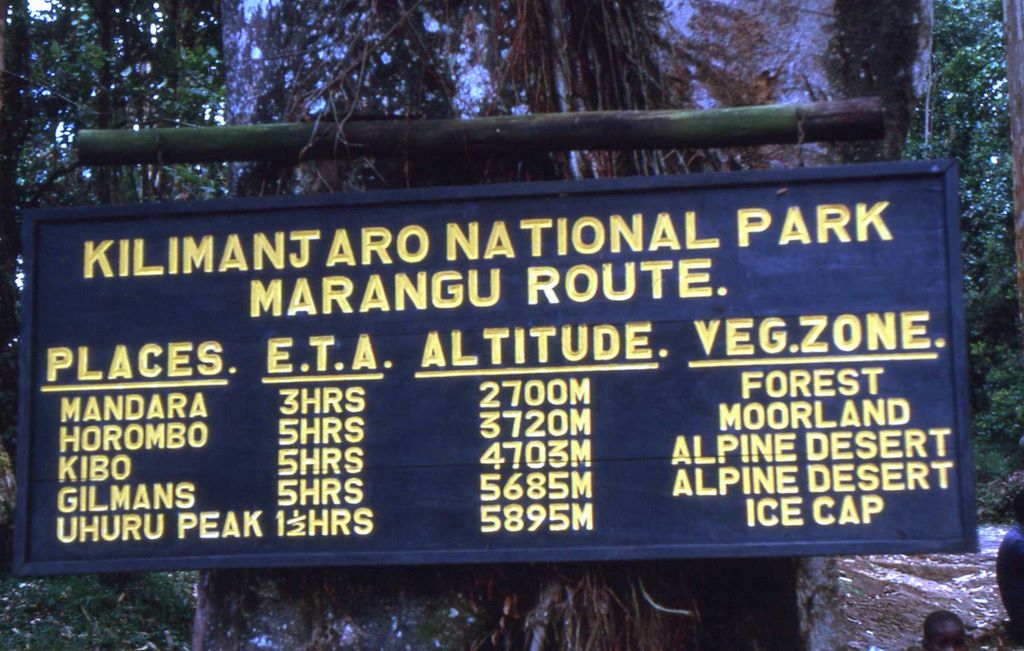 KILIMANJARO NATIONAL PARK
MARANGU ROUTE.
PLACES. E.T.A. ALTITUDE. VEG.ZONE.
MANDARA 3HRS 2700M FOREST
HOROMBO 5HRS 3720M MOORLAND
KIBO 5HRS 4703M ALPINE DESERT
GILMANS 5HRS 5685M ALPINE DESERT
UHURU PEAK 1½HRS 5895M ICE CAP